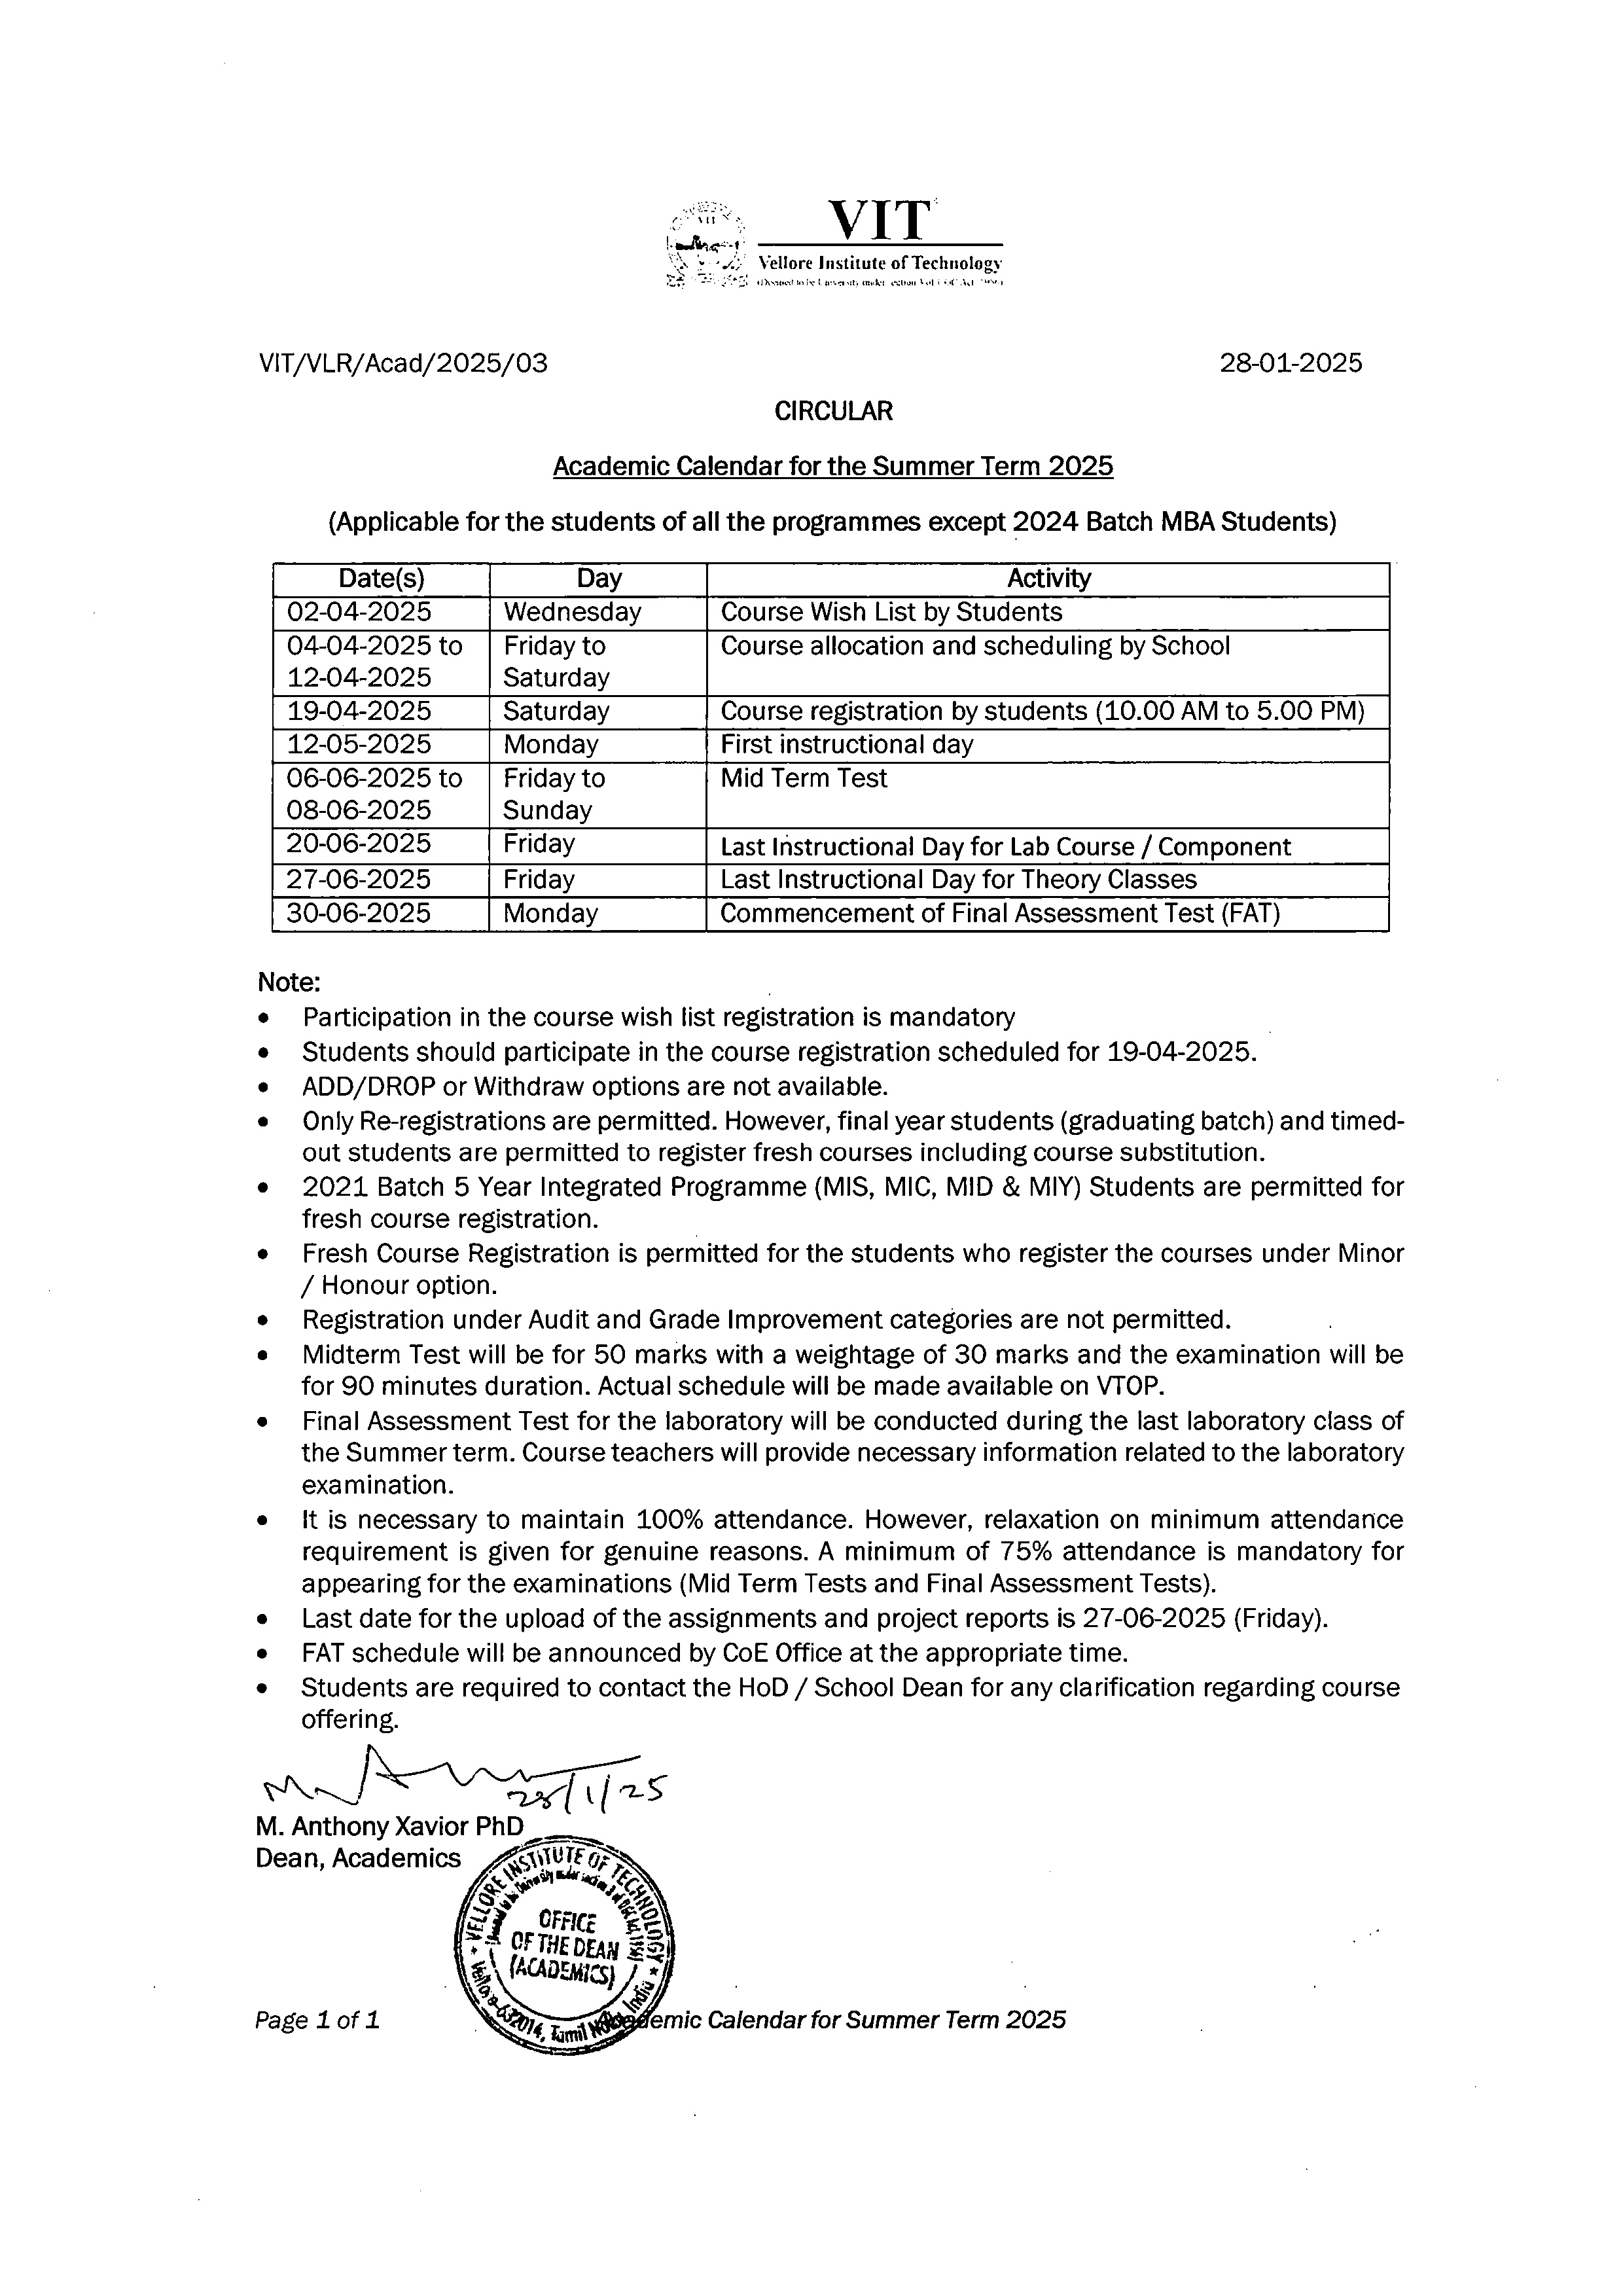 VIT
Vellore Institute of Technology
VIT/VLR/Acad/2025/03 28-01-2025
CIRCULAR
Academic Calendar for the Summer Term 2025
(Applicable for the students of all the programmes except 2024 Batch MBA Students)
Date(s) Day Activity
02-04-2025 Wednesday Course Wish List by Students
04-04-2025 to Friday to Course allocation and scheduling by School
12-04-2025 Saturday
19-04-2025 Saturday Course registration by students (10.00 AM to 5.00 PM)
12-05-2025 Monday First instructional day
06-06-2025 to Friday to Mid Term Test
08-06-2025 Sunday
20-06-2025 Friday Last Instructional Day for Lab Course / Component
27-06-2025 Friday Last Instructional Day for Theory Classes
30-06-2025 Monday Commencement of Final Assessment Test (FAT)
Note:
• Participation in the course wish list registration is mandatory
• Students should participate in the course registration scheduled for 19-04-2025.
• ADD/DROP or Withdraw options are not available.
• Only Re-registrations are permitted. However, final year students (graduating batch) and timed-
out students are permitted to register fresh courses including course substitution.
• 2021 Batch 5 Year Integrated Programme (MIS, MIC, MID & MIY) Students are permitted for
fresh course registration.
• Fresh Course Registration is permitted for the students who register the courses under Minor
/ Honour option.
• Registration under Audit and Grade Improvement categories are not permitted.
• Midterm Test will be for 50 marks with a weightage of 30 marks and the examination will be
for 90 minutes duration. Actual schedule will be made available on VTOP.
• Final Assessment Test for the laboratory will be conducted during the last laboratory class of
the Summer term. Course teachers will provide necessary information related to the laboratory
examination.
• It is necessary to maintain 100% attendance. However, relaxation on minimum attendance
requirement is given for genuine reasons. A minimum of 75% attendance is mandatory for
appearing for the examinations (Mid Term Tests and Final Assessment Tests).
• Last date for the upload of the assignments and project reports is 27-06-2025 (Friday).
• FAT schedule will be announced by CoE Office at the appropriate time.
• Students are required to contact the HoD / School Dean for any clarification regarding course
offering.
28/1/25
M. Anthony Xavior PhD
Dean, Academics
VELLORE INSTITUTE OF TECHNOLOGY
OFFICE
OF THE DEAN
(ACADEMICS)
Vellore-632014, Tamil Nadu, India
Page 1 of 1 Academic Calendar for Summer Term 2025